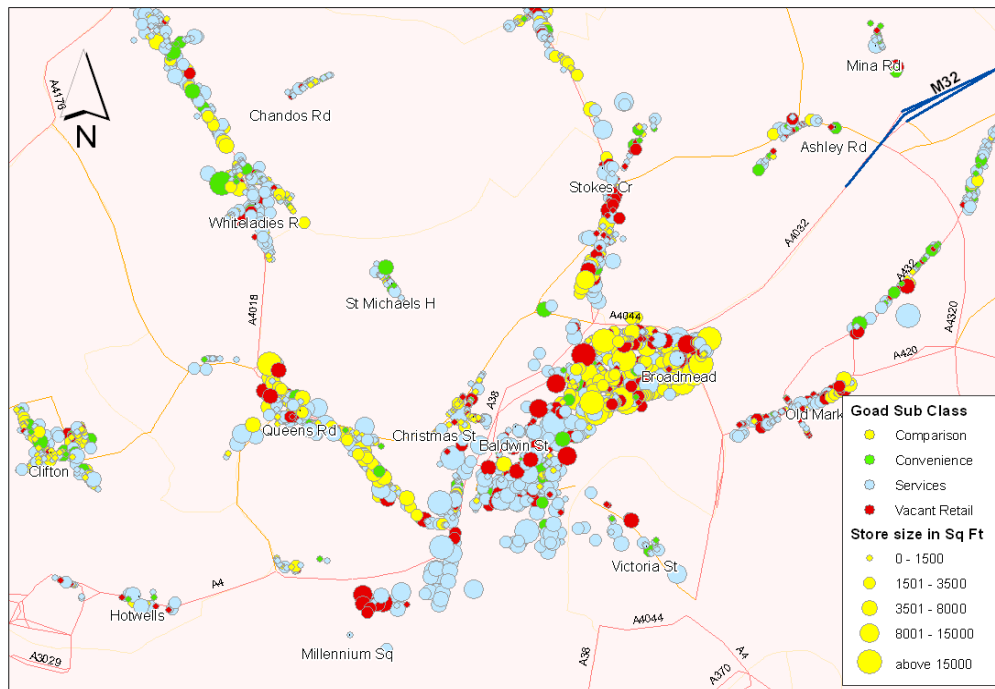 A4176
N
Chandos Rd
Mina Rd
M32
Ashley Rd
Stokes Cr
Whiteladies R
A4032
A432
A4018
St Michaels H
A4044
A4320
A420
Broadmead
A38
Queens Rd
Christmas St
Baldwin St
Old Mark
Clifton
Victoria St
A4
Hotwells
Millennium Sq
A3029
A38
A4044
A4
A370
Goad Sub Class
Comparison
Convenience
Services
Vacant Retail
Store size in Sq Ft
0 - 1500
1501 - 3500
3501 - 8000
8001 - 15000
above 15000